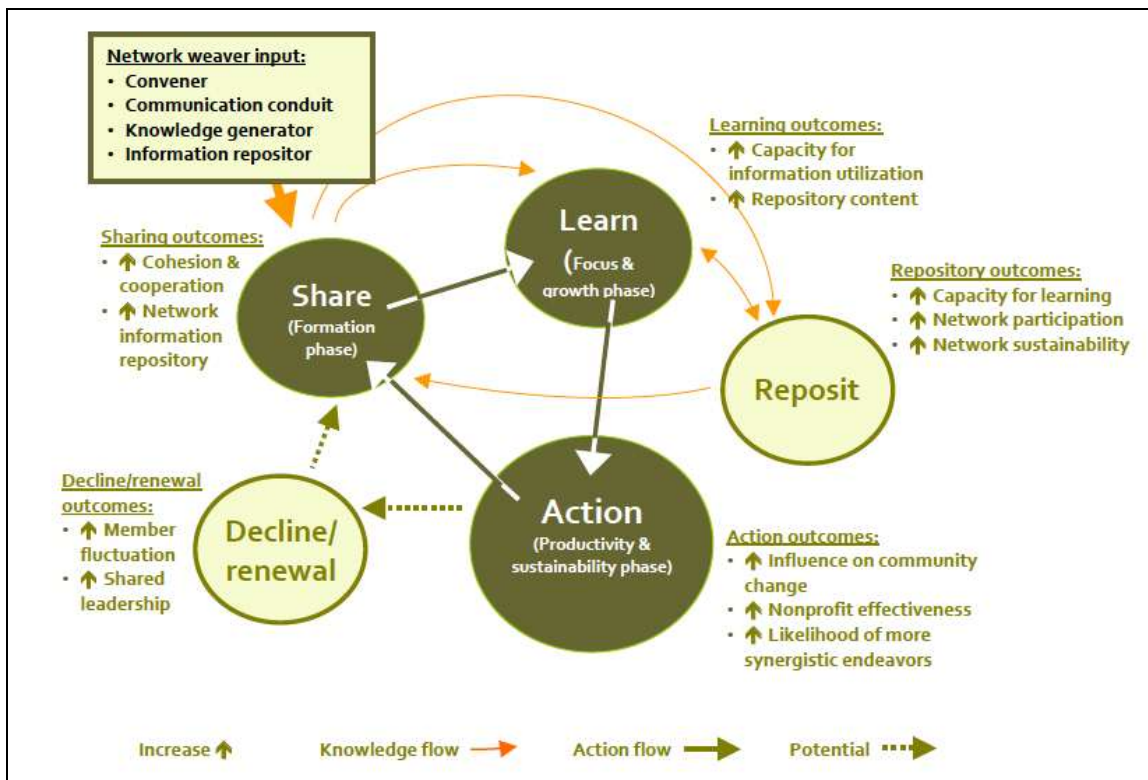 Network weaver input:
• Convener
• Communication conduit
• Knowledge generator
• Information repositor
Learning outcomes:
• ↑ Capacity for
information utilization
• ↑ Repository content
Learn
(Focus &
growth phase)
Sharing outcomes:
• ↑ Cohesion &
cooperation
• ↑ Network
information
repository
Share
(Formation
phase)
Repository outcomes:
• ↑ Capacity for learning
• ↑ Network participation
• ↑ Network sustainability
Reposit
Decline/renewal
outcomes:
• ↑ Member
fluctuation
• ↑ Shared
leadership
Decline/
renewal
Action
(Productivity &
sustainability phase)
Action outcomes:
• ↑ Influence on community
change
• ↑ Nonprofit effectiveness
• ↑ Likelihood of more
synergistic endeavors
Increase ↑ Knowledge flow → Action flow → Potential